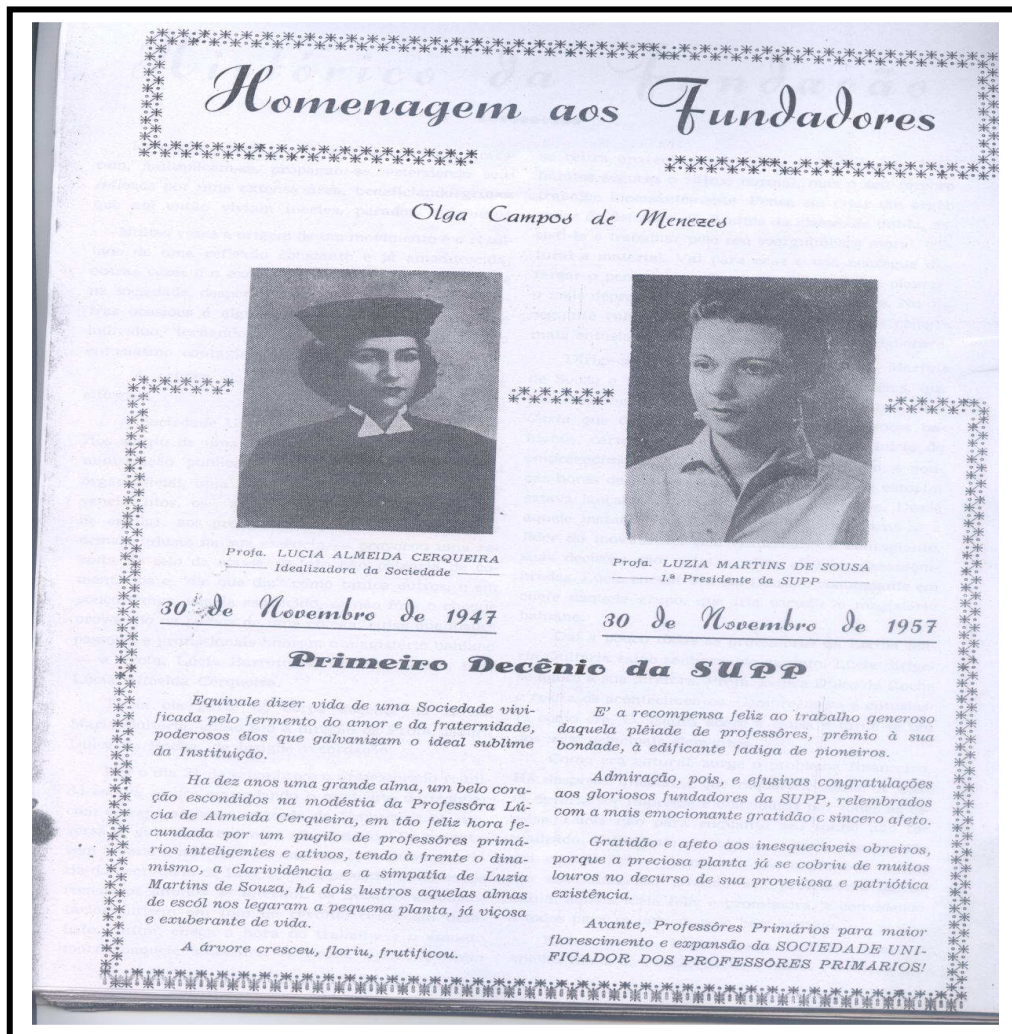 Homenagem aos Fundadores
Olga Campos de Menezes
Profa. LUCIA ALMEIDA CERQUEIRA
Idealizadora da Sociedade
Profa. LUZIA MARTINS DE SOUSA
1.ª Presidente da SUPP
30 de Novembro de 1947
30 de Novembro de 1957
Primeiro Decênio da SUPP
Equivale dizer vida de uma Sociedade vivi-
ficada pelo fermento do amor e da fraternidade,
poderosos élos que galvanizam o ideal sublime
da Instituição.
Ha dez anos uma grande alma, um belo cora-
ção escondidos na modéstia da Professôra Lú-
cia de Almeida Cerqueira, em tão feliz hora fe-
cundada por um pugilo de professôres primá-
rios inteligentes e ativos, tendo à frente o dina-
mismo, a clarividência e a simpatia de Luzia
Martins de Souza, há dois lustros aquelas almas
de escól nos legaram a pequena planta, já viçosa
e exuberante de vida.
A árvore cresceu, floriu, frutificou.
E' a recompensa feliz ao trabalho generoso
daquela plêiade de professôres, prêmio à sua
bondade, à edificante fadiga de pioneiros.
Admiração, pois, e efusivas congratulações
aos gloriosos fundadores da SUPP, relembrados
com a mais emocionante gratidão e sincero afeto.
Gratidão e afeto aos inesquecíveis obreiros,
porque a preciosa planta já se cobriu de muitos
louros no decurso de sua proveitosa e patriótica
existência.
Avante, Professôres Primários para maior
florescimento e expansão da SOCIEDADE UNI-
FICADOR DOS PROFESSÔRES PRIMÁRIOS!